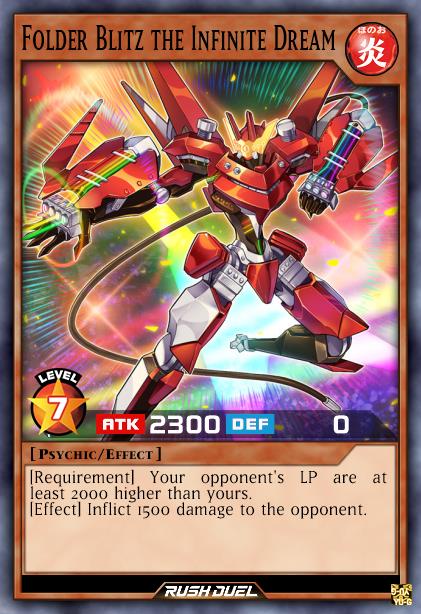 Folder Blitz the Infinite Dream
ほのお
炎
LEVEL
7
ATK 2300 DEF 0
[Psychic/Effect]
[Requirement] Your opponent's LP are at
least 2000 higher than yours.
[Effect] Inflict 1500 damage to the opponent.
RUSH DUEL